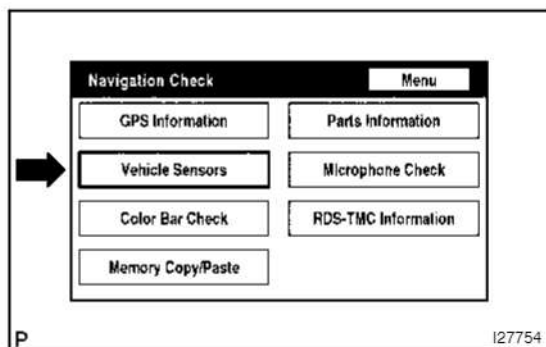 Navigation Check
Menu
GPS Information
Parts Information
Vehicle Sensors
Microphone Check
Color Bar Check
RDS-TMC Information
Memory Copy/Paste
P
I27754